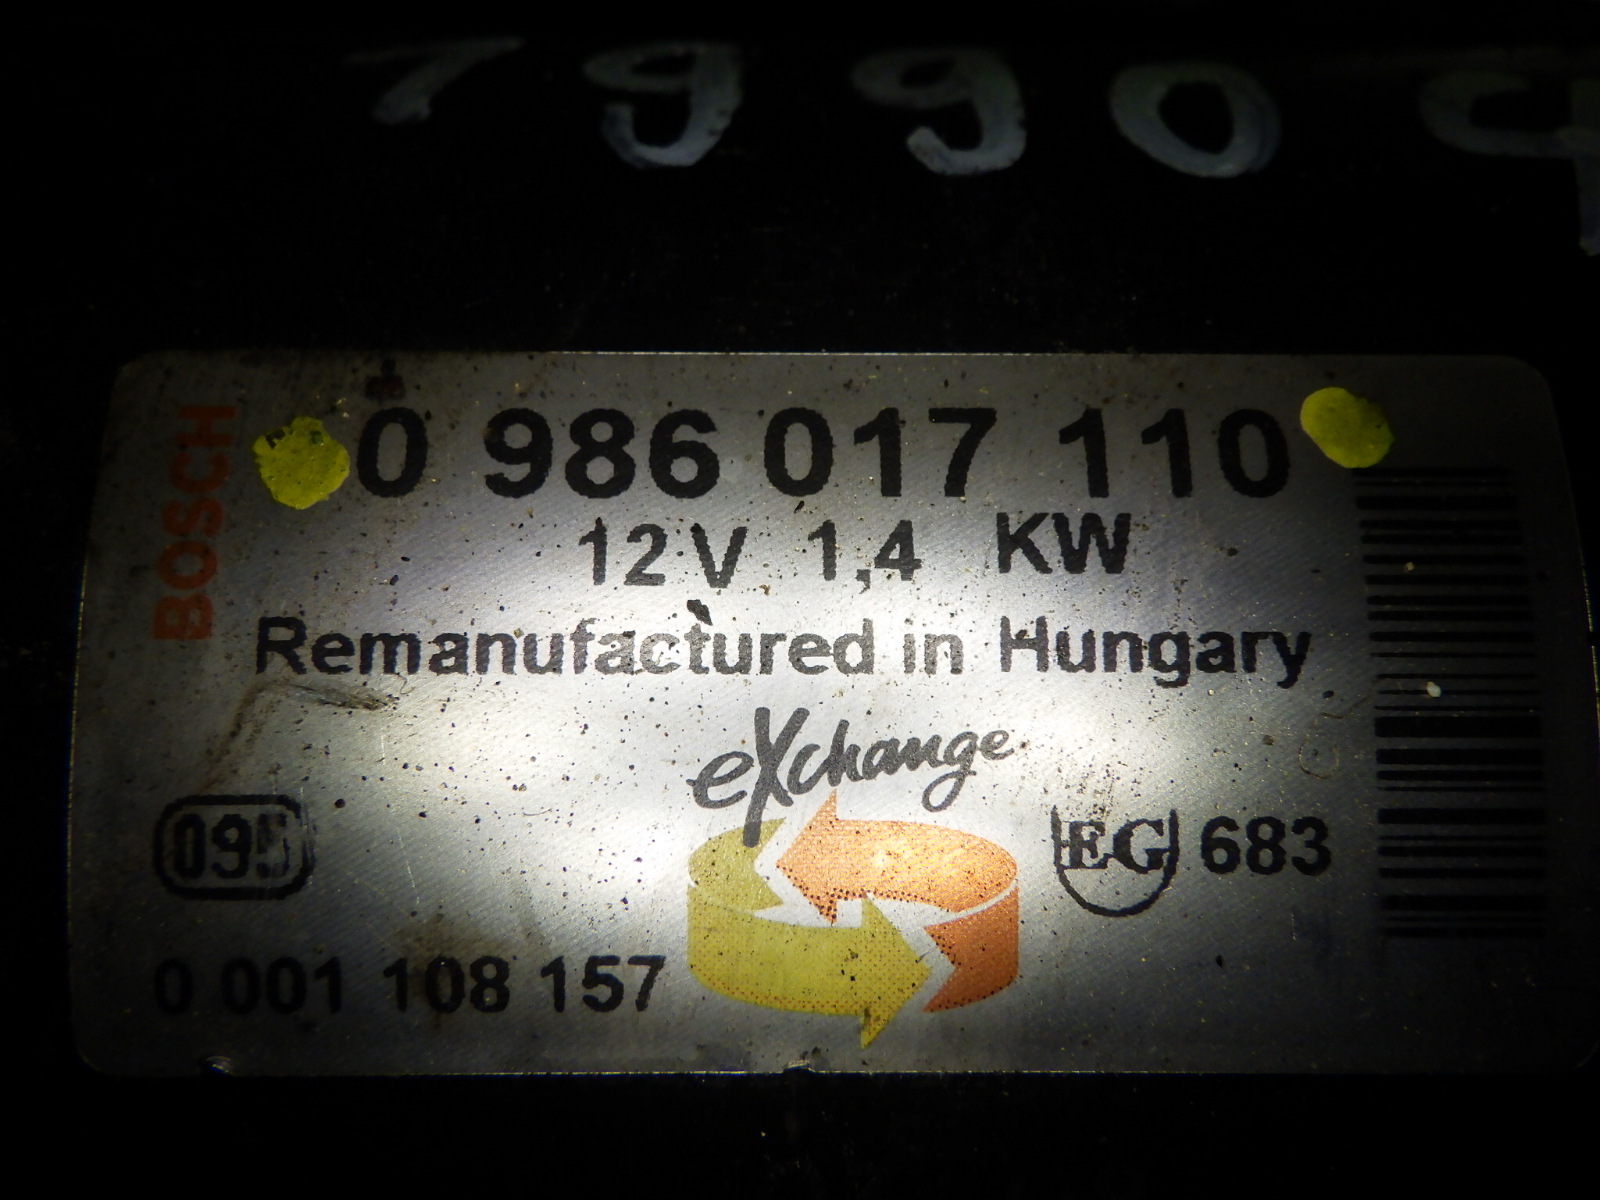 79904
BOSCH
0 986 017 110
12 V 1,4 KW
Remanufactured in Hungary
eXchange
095
EG 683
0 001 108 157